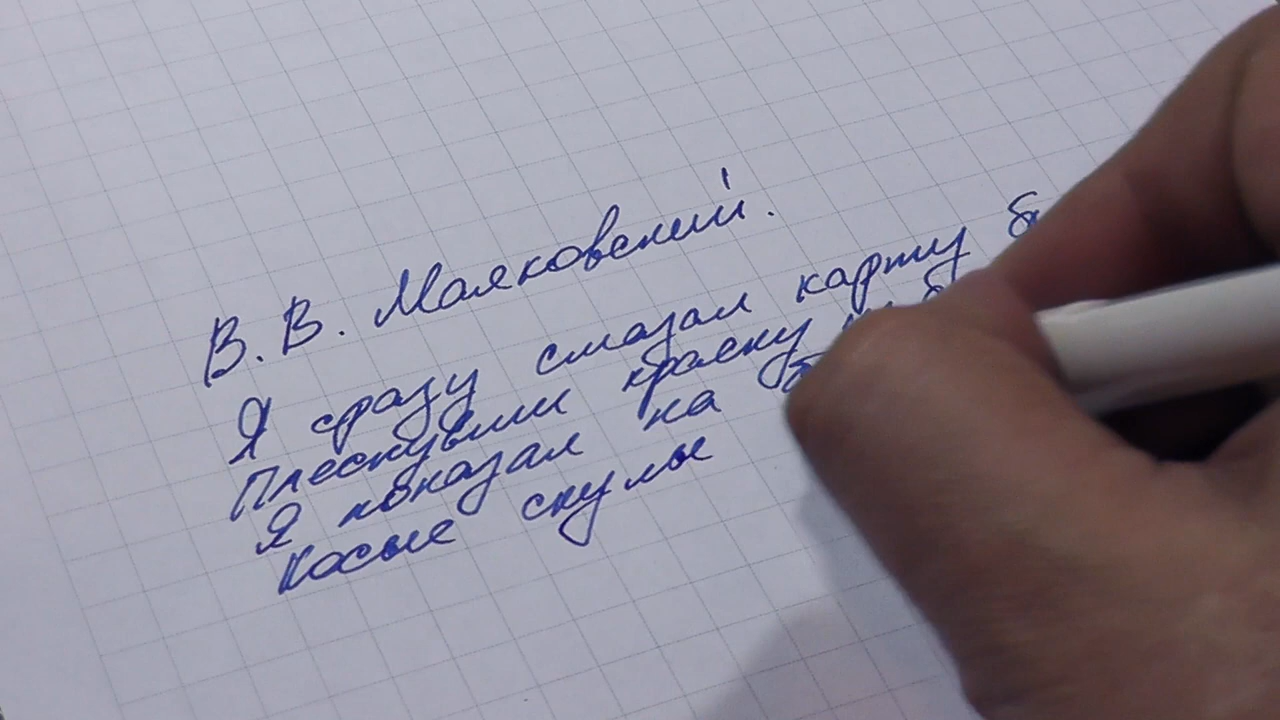 В.В. Маяковский.
Я сразу смазал карту
Плеснувши краску
Я показал на
косые скулы